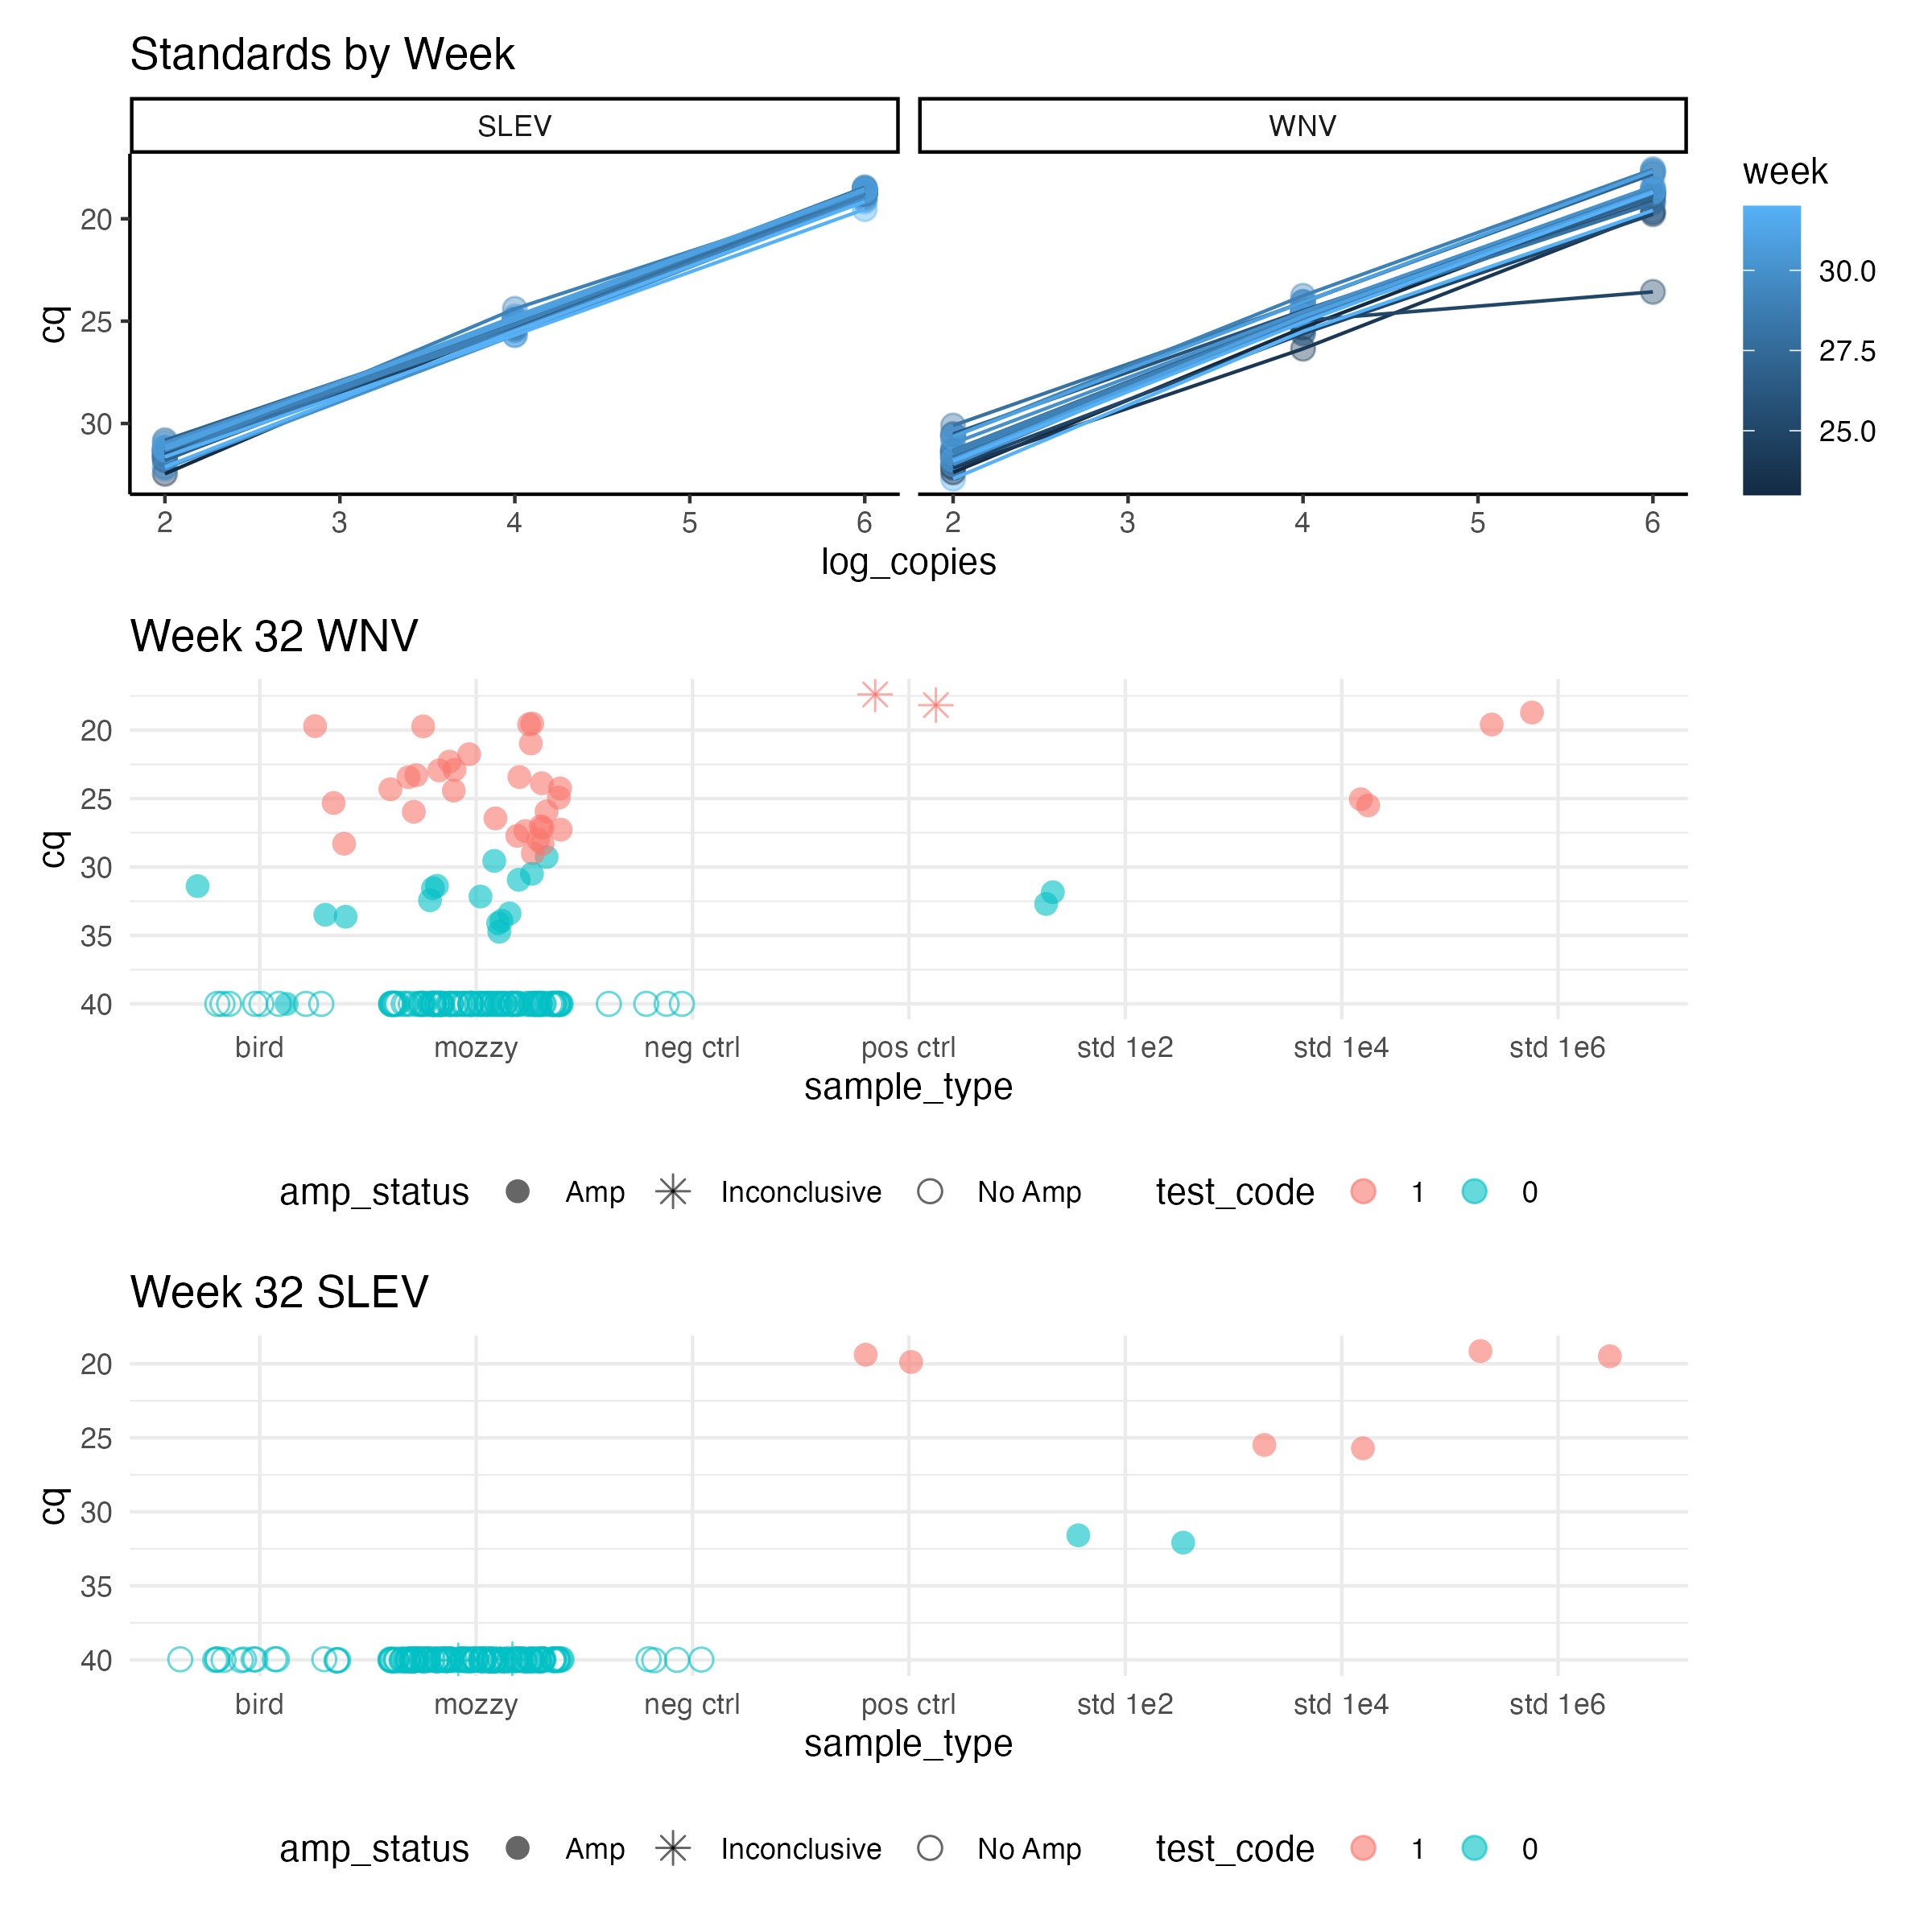 Standards by Week
SLEV WNV
week
20
25
30
cq
30.0
27.5
25.0
2 3 4 5 6 2 3 4 5 6
log_copies
Week 32 WNV
20
25
30
35
40
cq
bird mozzy neg ctrl pos ctrl std 1e2 std 1e4 std 1e6
sample_type
amp_status Amp Inconclusive No Amp test_code 1 0
Week 32 SLEV
20
25
30
35
40
cq
bird mozzy neg ctrl pos ctrl std 1e2 std 1e4 std 1e6
sample_type
amp_status Amp Inconclusive No Amp test_code 1 0